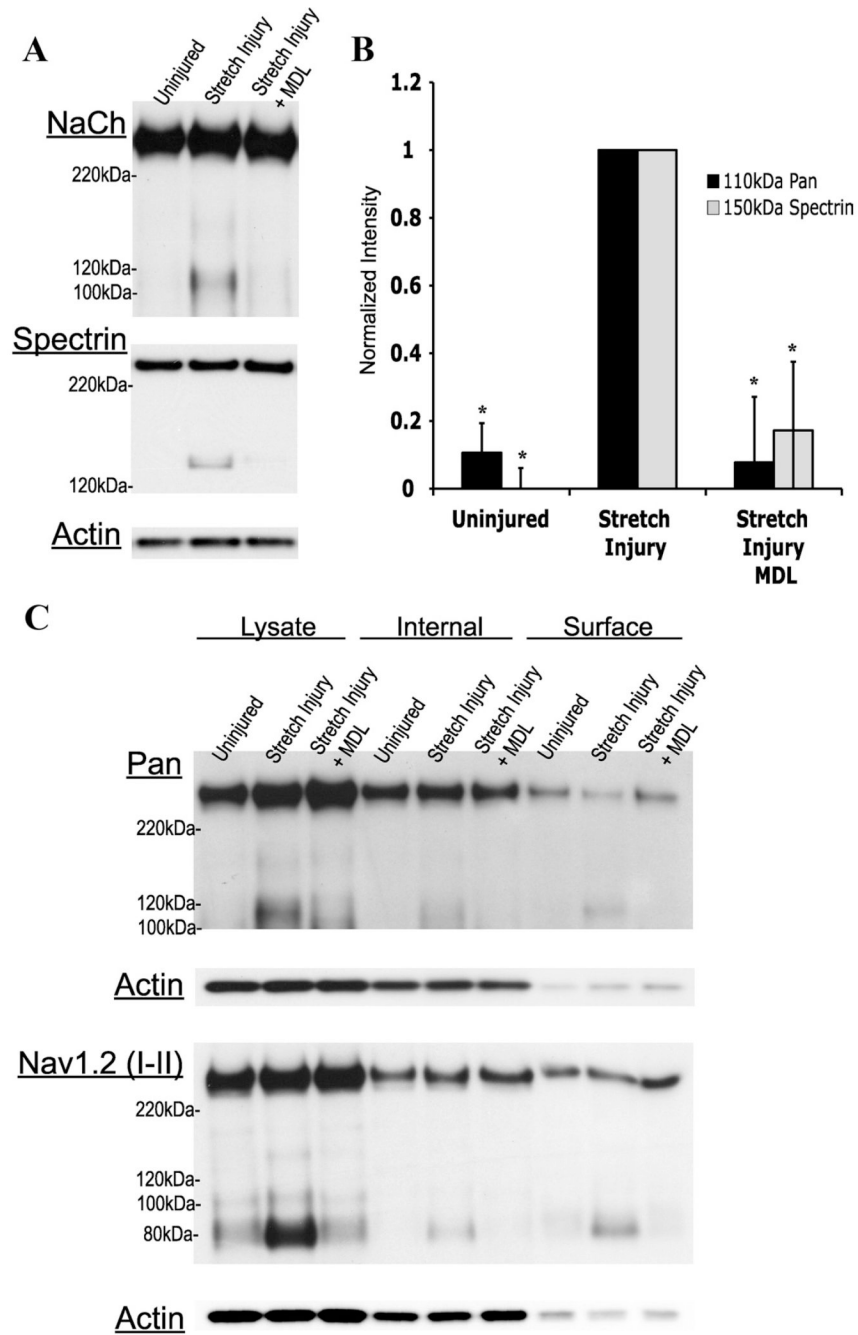 A
Uninjured
Stretch Injury
Stretch Injury
+ MDL
NaCh
220kDa-
120kDa-
100kDa-
Spectrin
220kDa-
120kDa-
Actin
B
Normalized Intensity
1.2
1
0.8
0.6
0.4
0.2
0
*
*
*
*
110kDa Pan
150kDa Spectrin
Uninjured
Stretch
Injury
Stretch
Injury
MDL
C
Lysate
Internal
Surface
Uninjured
Stretch Injury
Stretch Injury
+ MDL
Uninjured
Stretch Injury
Stretch Injury
+ MDL
Uninjured
Stretch Injury
Stretch Injury
+ MDL
Pan
220kDa-
120kDa-
100kDa-
Actin
Nav1.2 (I-II)
220kDa-
120kDa-
100kDa-
80kDa-
Actin